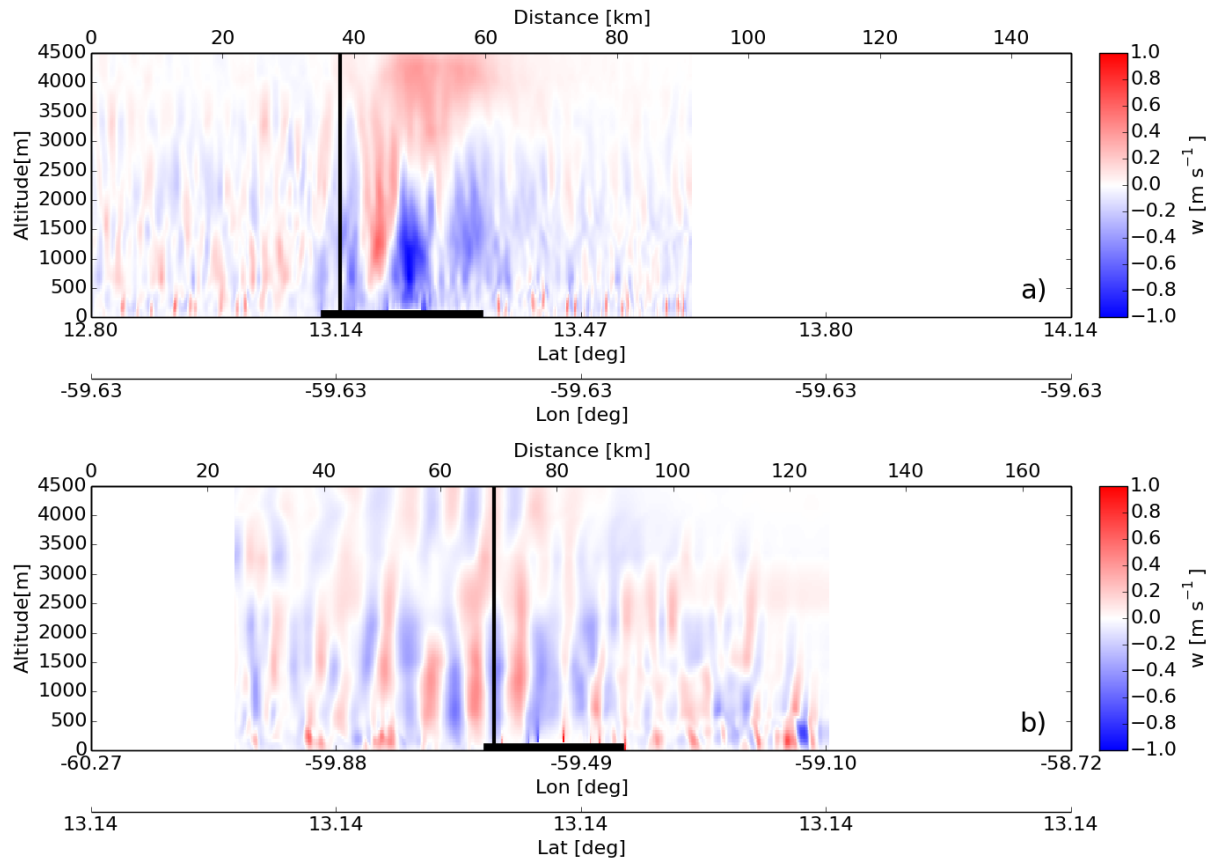 Distance [km]
0 20 40 60 80 100 120 140
4500
4000
3500
3000
2500
2000
1500
1000
500
0
Altitude[m]
a)
12.80 13.14 13.47 13.80 14.14
Lat [deg]
-59.63 -59.63 -59.63 -59.63 -59.63
Lon [deg]
1.0
0.8
0.6
0.4
0.2
0.0
−0.2
−0.4
−0.6
−0.8
−1.0
w [m s⁻¹]
Distance [km]
0 20 40 60 80 100 120 140 160
4500
4000
3500
3000
2500
2000
1500
1000
500
0
Altitude[m]
b)
-60.27 -59.88 -59.49 -59.10 -58.72
Lon [deg]
13.14 13.14 13.14 13.14 13.14
Lat [deg]
1.0
0.8
0.6
0.4
0.2
0.0
−0.2
−0.4
−0.6
−0.8
−1.0
w [m s⁻¹]